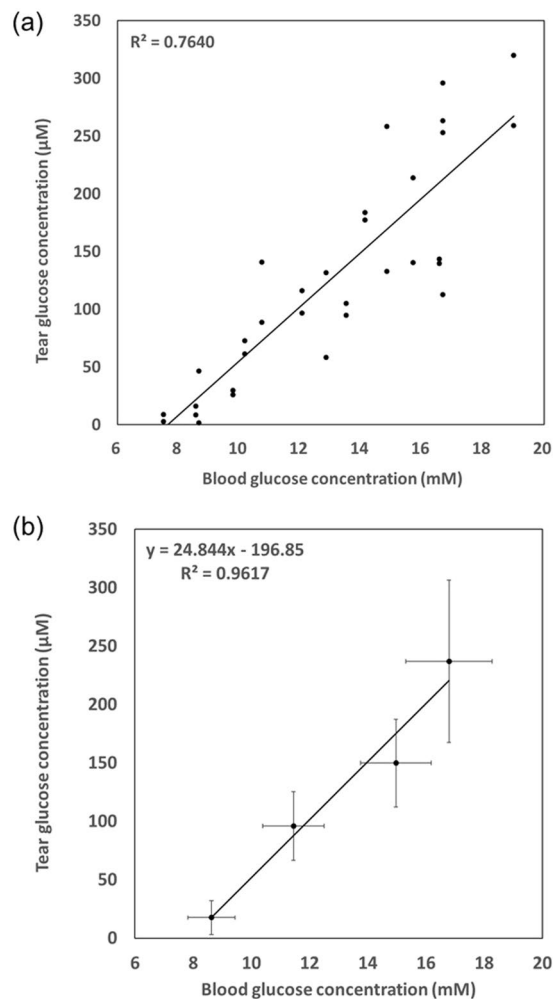 (a)
R² = 0.7640
Tear glucose concentration (µM)
350
300
250
200
150
100
50
0
6 8 10 12 14 16 18 20
Blood glucose concentration (mM)
(b)
y = 24.844x - 196.85
R² = 0.9617
Tear glucose concentration (µM)
350
300
250
200
150
100
50
0
6 8 10 12 14 16 18 20
Blood glucose concentration (mM)